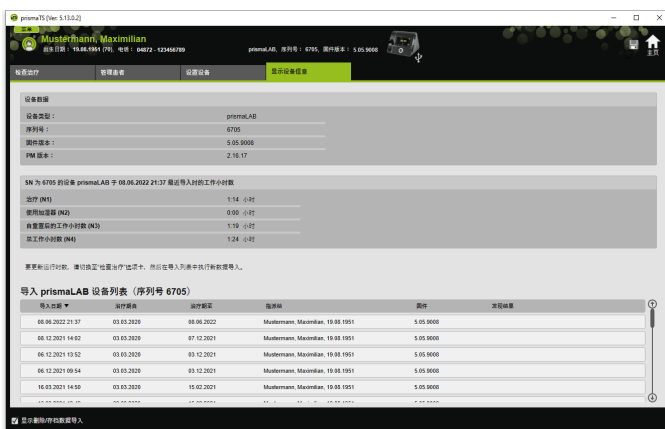 prismaTS [Ver. 5.13.0.2]
菜单
Mustermann, Maximilian
出生日期： 19.08.1951 (70), 电话： 04872 - 123456789
prismaLAB, 序列号： 6705, 固件版本： 5.05.9008
主页
检查治疗 管理患者 设置设备 显示设备信息
设备数据
设备类型： prismaLAB
序列号： 6705
固件版本： 5.05.9008
PM 版本： 2.16.17
SN 为 6705 的设备 prismaLAB 于 08.06.2022 21:37 最近导入时的工作小时数
治疗 (N1) 1:14 小时
使用加湿器 (N2) 0:00 小时
自重置后的工作小时数 (N3) 1:19 小时
总工作小时数 (N4) 1:24 小时
要更新运行时数，请切换至“检查治疗”选项卡，然后在导入列表中执行新数据导入。
导入 prismaLAB 设备列表（序列号 6705）
导入日期 ▼ 治疗期自 治疗期至 指派给 固件 发现结果
08.06.2022 21:37 03.03.2020 08.06.2022 Mustermann, Maximilian, 19.08.1951 5.05.9008
08.12.2021 14:02 03.03.2020 07.12.2021 Mustermann, Maximilian, 19.08.1951 5.05.9008
06.12.2021 13:52 03.03.2020 03.12.2021 Mustermann, Maximilian, 19.08.1951 5.05.9008
06.12.2021 09:54 03.03.2020 03.12.2021 Mustermann, Maximilian, 19.08.1951 5.05.9008
16.03.2021 14:50 03.03.2020 15.02.2021 Mustermann, Maximilian, 19.08.1951 5.05.9008
显示删除/存档数据导入